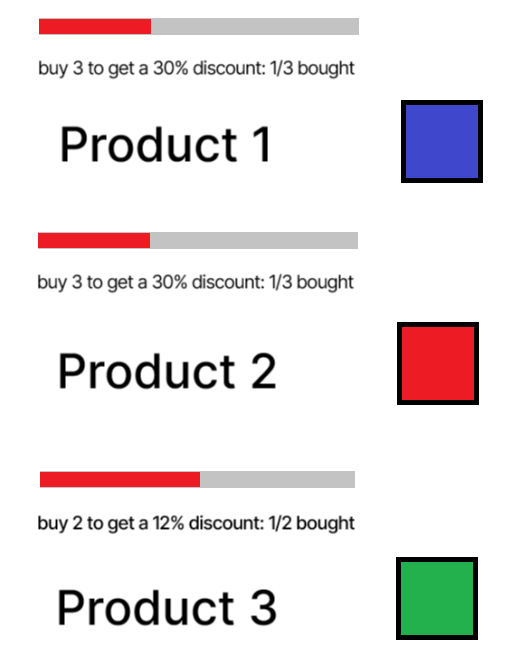 buy 3 to get a 30% discount: 1/3 bought
Product 1
buy 3 to get a 30% discount: 1/3 bought
Product 2
buy 2 to get a 12% discount: 1/2 bought
Product 3